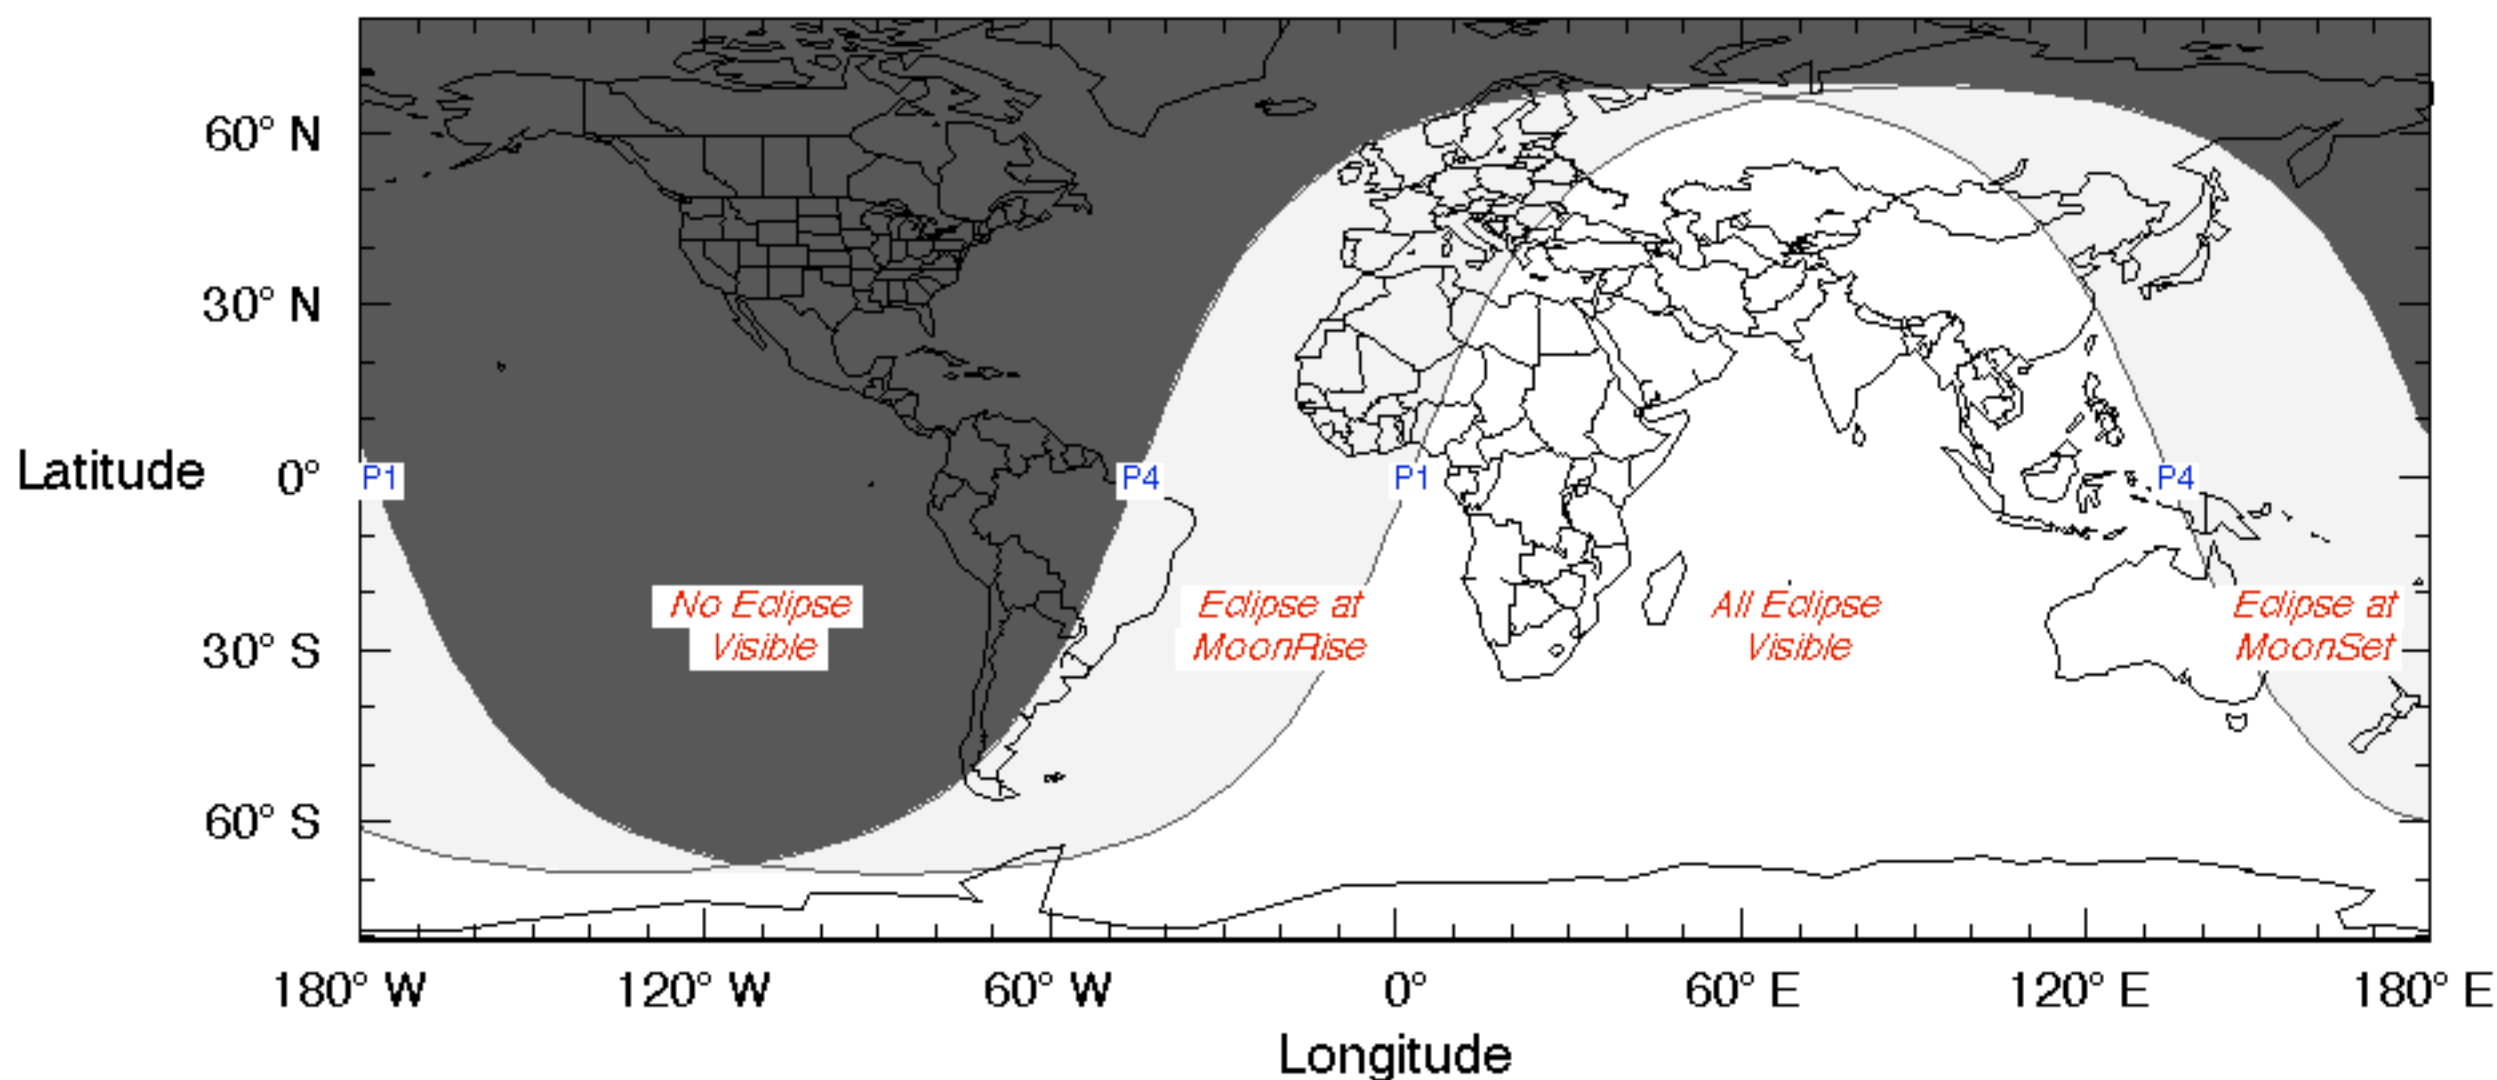 60° N
30° N
Latitude 0°
P1 P4 P1 P4
No Eclipse Eclipse at All Eclipse Eclipse at
Visible MoonRise Visible MoonSet
30° S
60° S
180° W 120° W 60° W 0° 60° E 120° E 180° E
Longitude